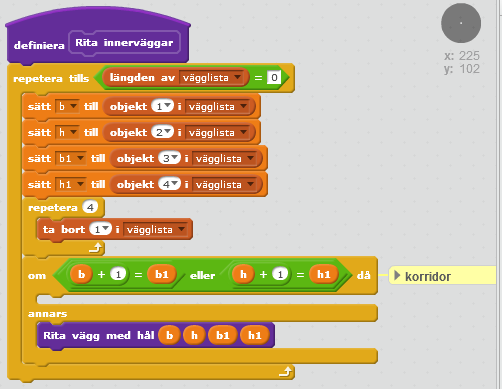 definiera Rita innerväggar
repetera tills längden av vägglista = 0
sätt b till objekt 1 i vägglista
sätt h till objekt 2 i vägglista
sätt b1 till objekt 3 i vägglista
sätt h1 till objekt 4 i vägglista
repetera 4
ta bort 1 i vägglista
om b + 1 = b1 eller h + 1 = h1 då
korridor
annars
Rita vägg med hål b h b1 h1
x: 225
y: 102